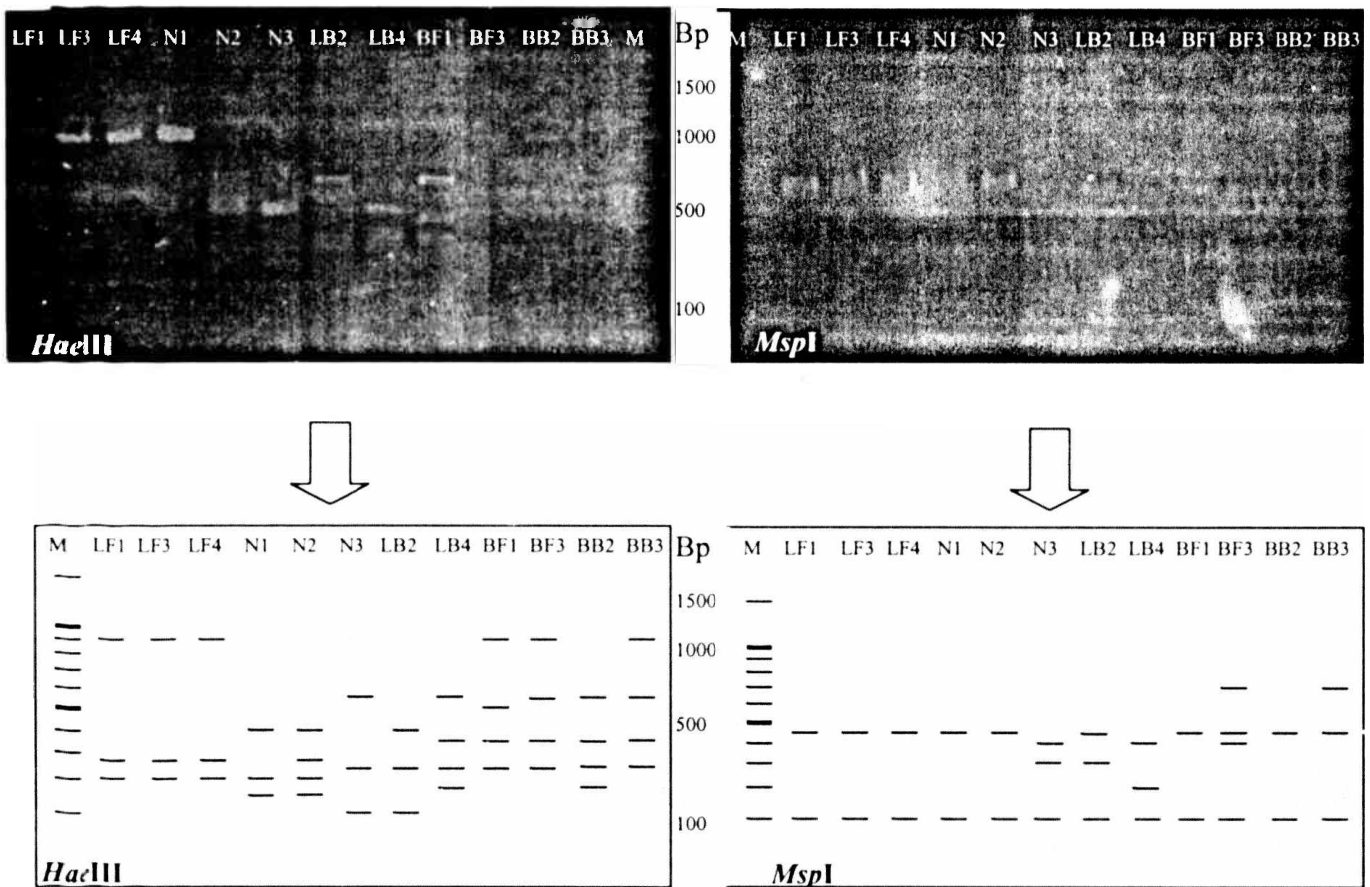 LF1 LF3 LF4 N1 N2 N3 LB2 LB4 BF1 BF3 BB2 BB3 M
Bp
M LF1 LF3 LF4 N1 N2 N3 LB2 LB4 BF1 BF3 BB2 BB3
1500
1000
500
100
HaeIII
MspI
M LF1 LF3 LF4 N1 N2 N3 LB2 LB4 BF1 BF3 BB2 BB3
Bp
M LF1 LF3 LF4 N1 N2 N3 LB2 LB4 BF1 BF3 BB2 BB3
1500
1000
500
100
HaeIII
MspI